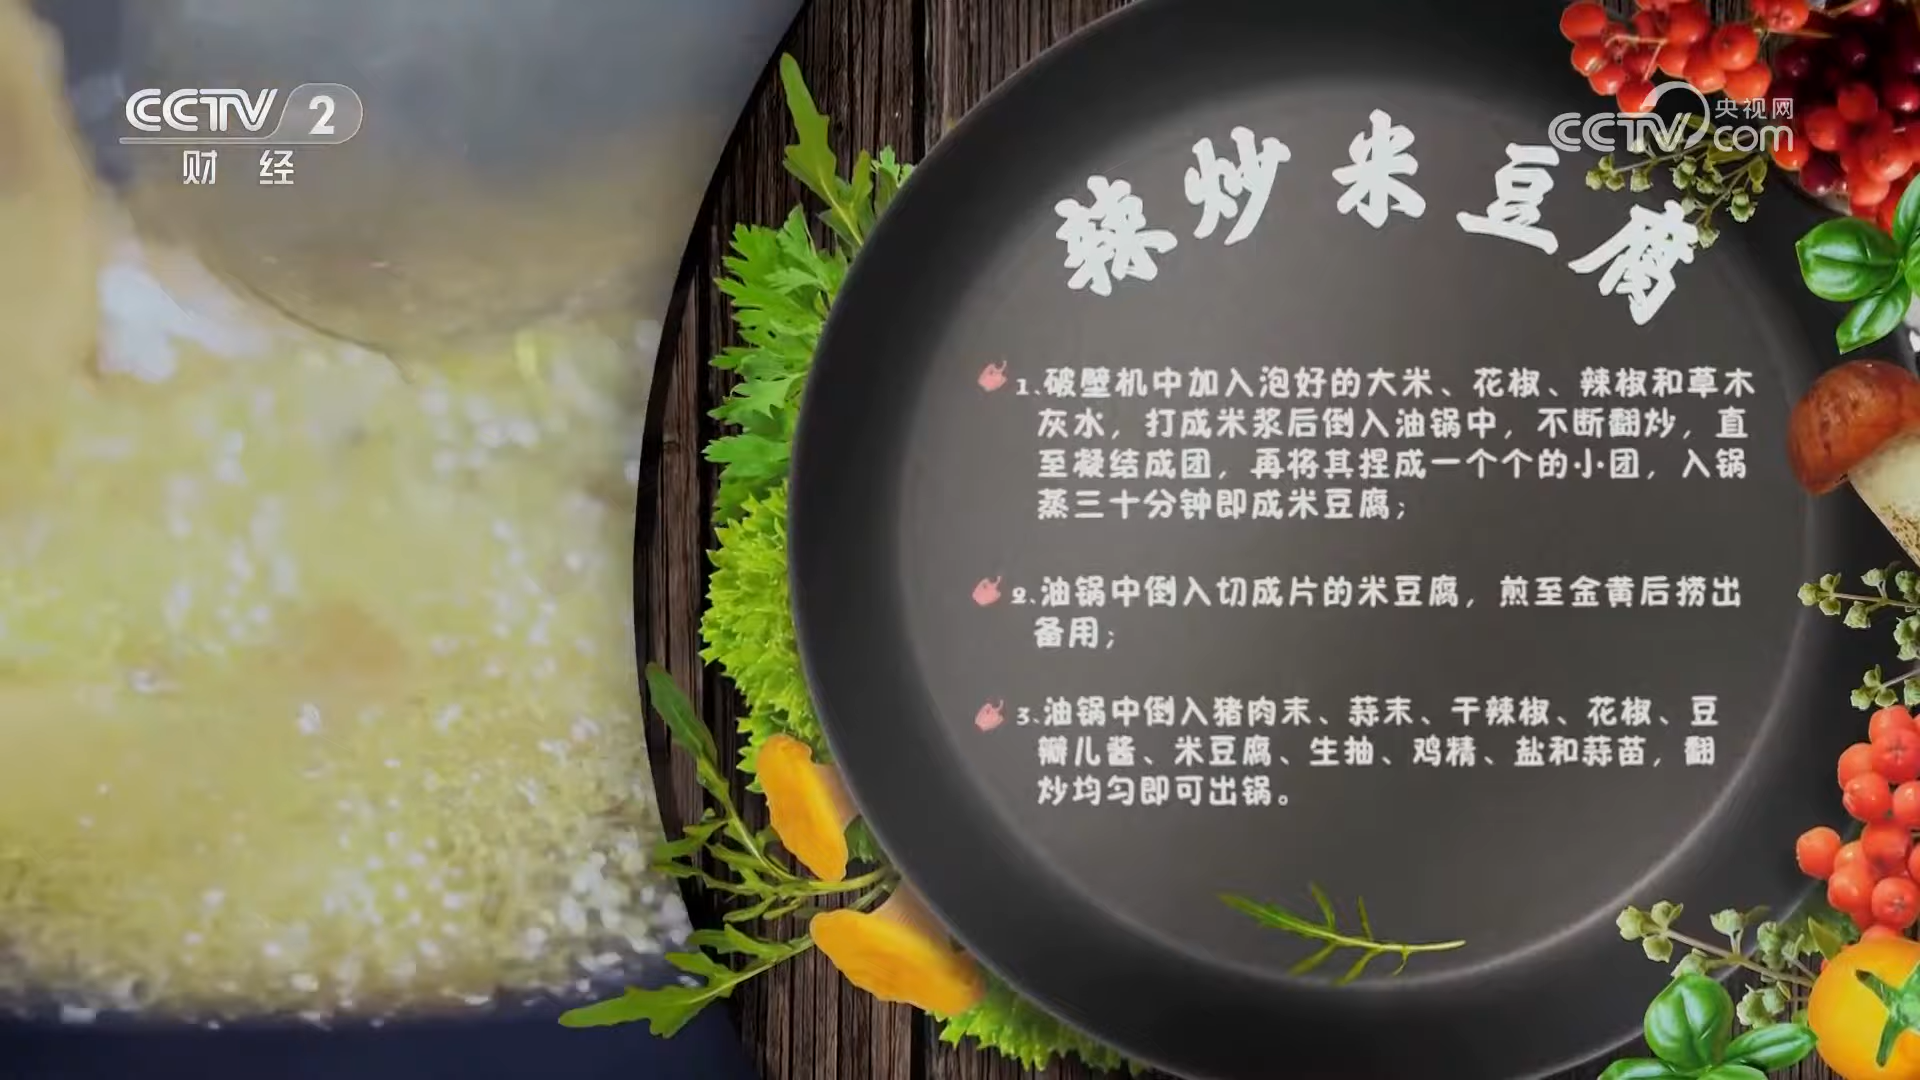 CCTV 2
财 经
央视网
CCTV.com
辣炒米豆腐
1.破壁机中加入泡好的大米、花椒、辣椒和草木
灰水，打成米浆后倒入油锅中，不断翻炒，直
至凝结成团，再将其捏成一个个的小团，入锅
蒸三十分钟即成米豆腐；
2.油锅中倒入切成片的米豆腐，煎至金黄后捞出
备用；
3.油锅中倒入猪肉末、蒜末、干辣椒、花椒、豆
瓣儿酱、米豆腐、生抽、鸡精、盐和蒜苗，翻
炒均匀即可出锅。